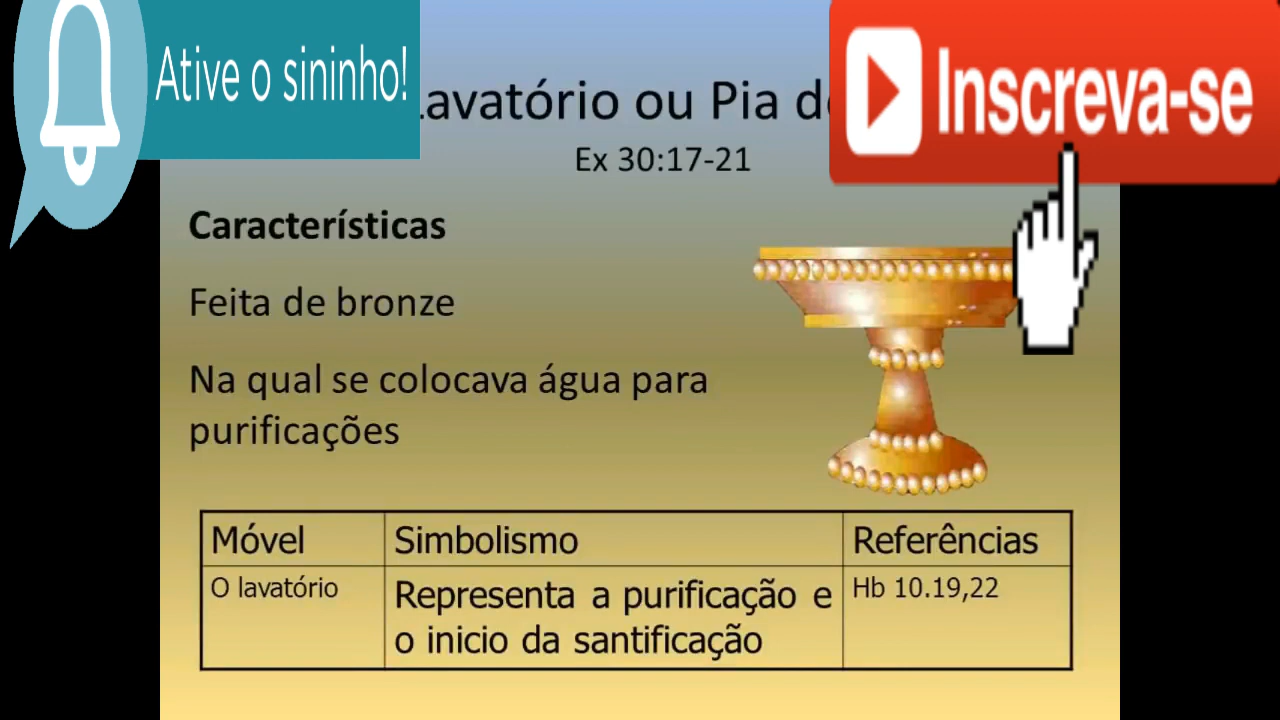 Ative o sininho!
Inscreva-se
Lavatório ou Pia de
Ex 30:17-21
Características
Feita de bronze
Na qual se colocava água para
purificações
Móvel Simbolismo Referências
O lavatório Representa a purificação e Hb 10.19,22
o inicio da santificação